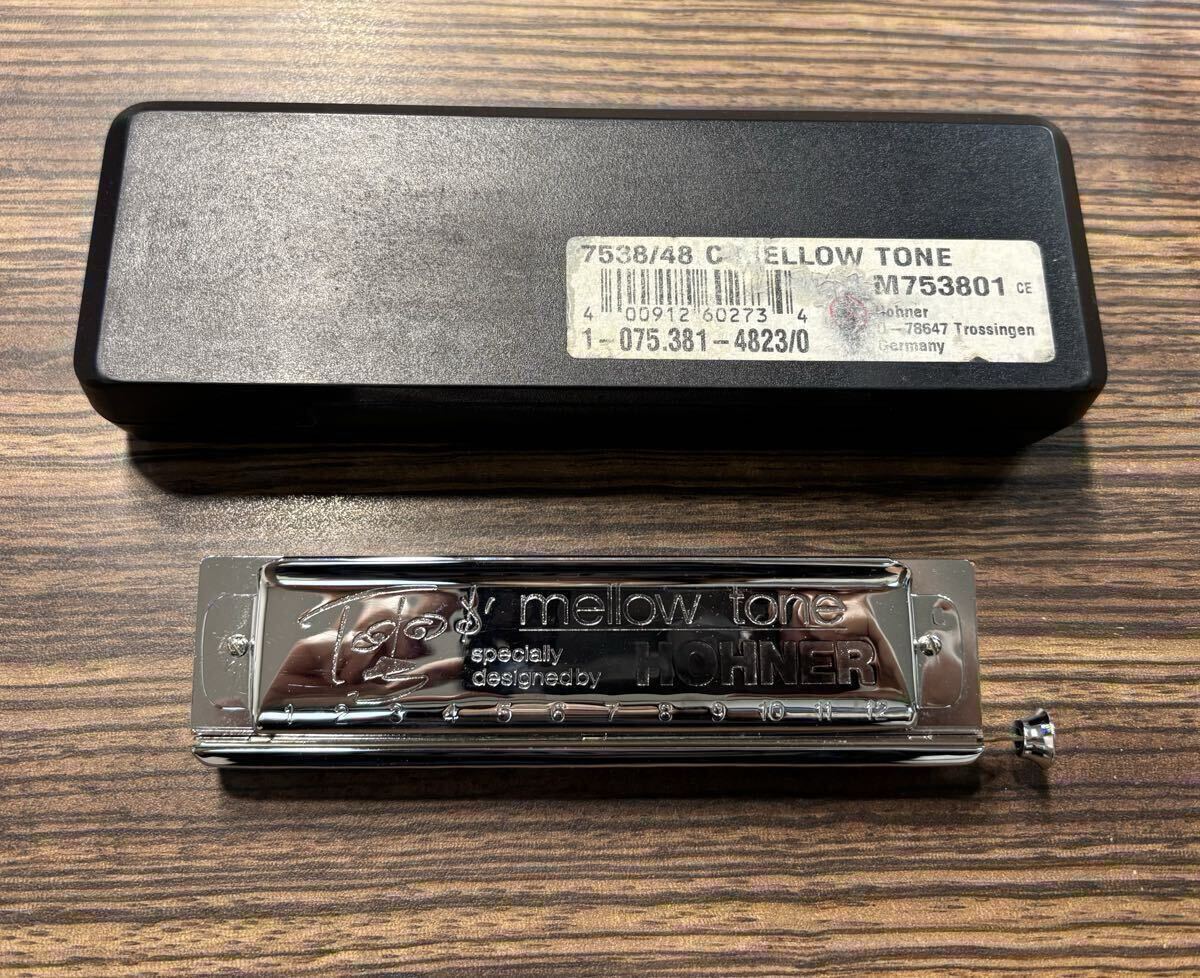 7538/48 C MELLOW TONE
M753801 CE
4 00912 60273 4
Hohner
D-78647 Trossingen
1-075.381-4823/0
Germany
Toots'
mellow tone
specially
designed by
HOHNER
1 2 3 4 5 6 7 8 9 10 11 12
C